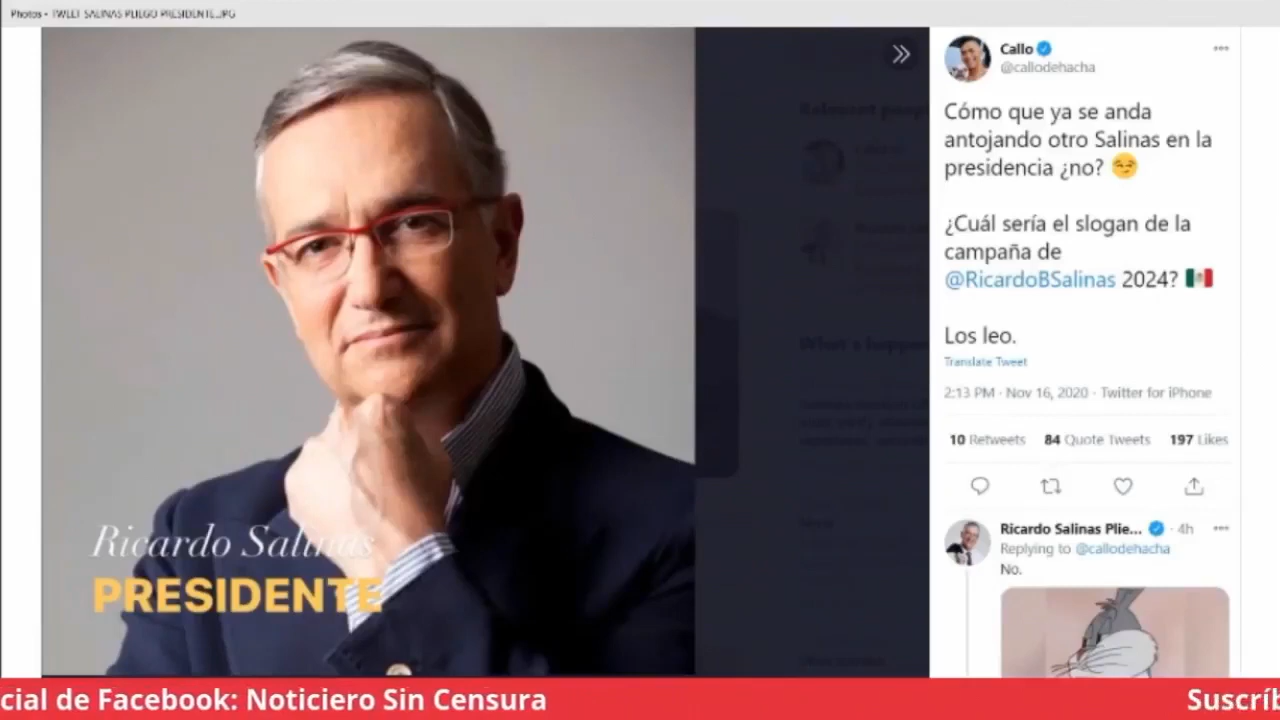 Photos - TWEET SALINAS PLIEGO PRESIDENTE.JPG
Callo
@callodehacha
Cómo que ya se anda
antojando otro Salinas en la
presidencia ¿no? 😏
¿Cuál sería el slogan de la
campaña de
@RicardoBSalinas 2024? 🇲🇽
Los leo.
Translate Tweet
2:13 PM · Nov 16, 2020 · Twitter for iPhone
10 Retweets 84 Quote Tweets 197 Likes
Ricardo Salinas Plie... · 4h
Replying to @callodehacha
No.
Ricardo Salinas
PRESIDENTE
cial de Facebook: Noticiero Sin Censura
Suscríb